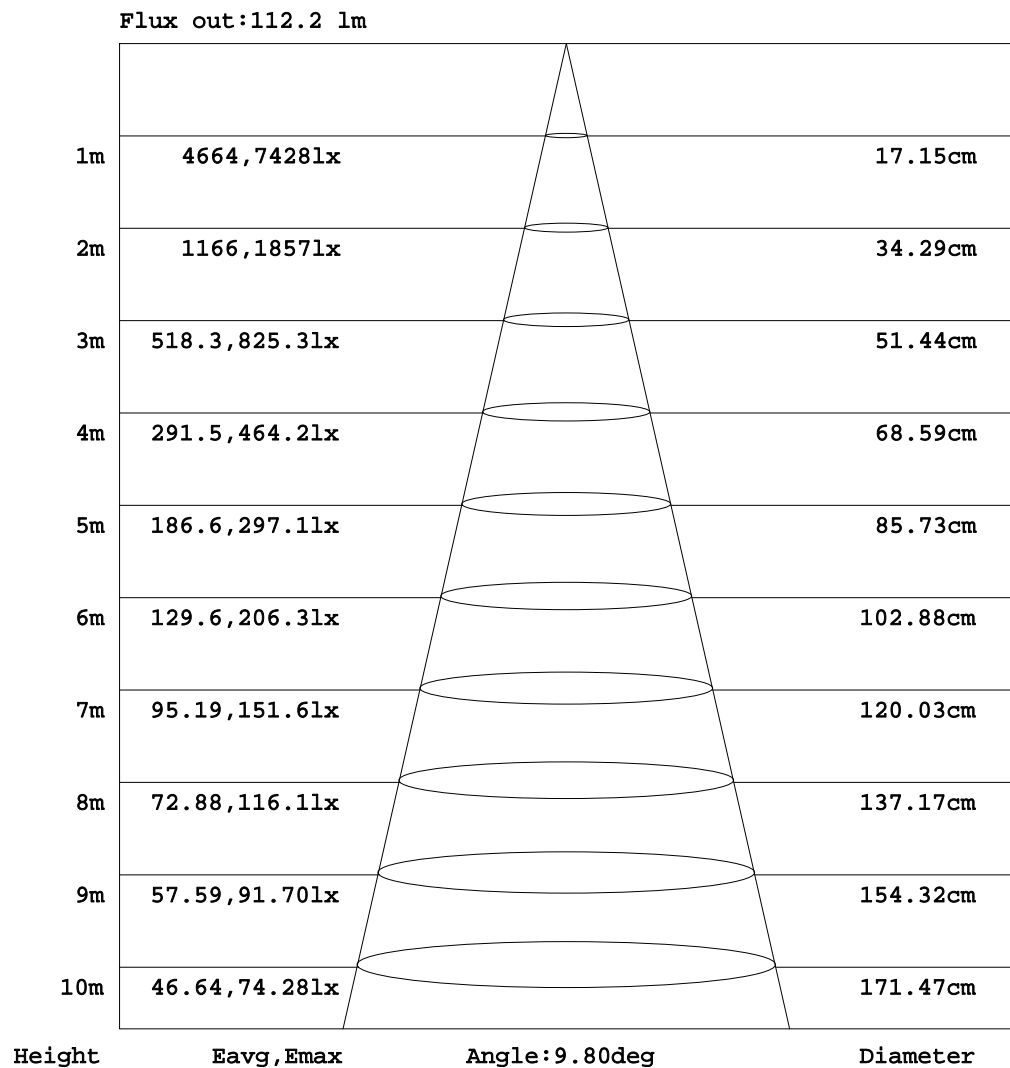 Flux out:112.2 lm
1m 4664,7428lx 17.15cm
2m 1166,1857lx 34.29cm
3m 518.3,825.3lx 51.44cm
4m 291.5,464.2lx 68.59cm
5m 186.6,297.1lx 85.73cm
6m 129.6,206.3lx 102.88cm
7m 95.19,151.6lx 120.03cm
8m 72.88,116.1lx 137.17cm
9m 57.59,91.70lx 154.32cm
10m 46.64,74.28lx 171.47cm
Height Eavg,Emax Angle:9.80deg Diameter